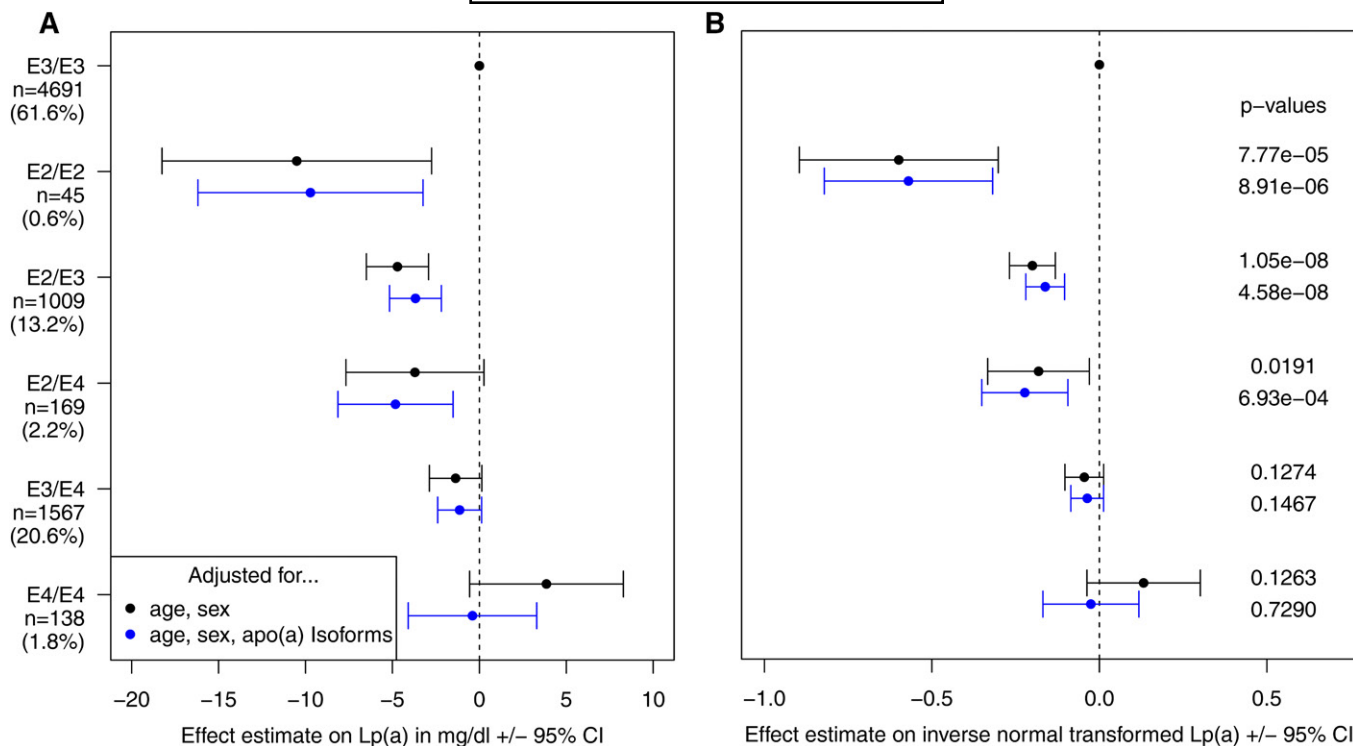 A
E3/E3
n=4691
(61.6%)
E2/E2
n=45
(0.6%)
E2/E3
n=1009
(13.2%)
E2/E4
n=169
(2.2%)
E3/E4
n=1567
(20.6%)
E4/E4
n=138
(1.8%)
Adjusted for...
age, sex
age, sex, apo(a) Isoforms
−20 −15 −10 −5 0 5 10
Effect estimate on Lp(a) in mg/dl +/− 95% CI
B
p−values
7.77e−05
8.91e−06
1.05e−08
4.58e−08
0.0191
6.93e−04
0.1274
0.1467
0.1263
0.7290
−1.0 −0.5 0.0 0.5
Effect estimate on inverse normal transformed Lp(a) +/− 95% CI